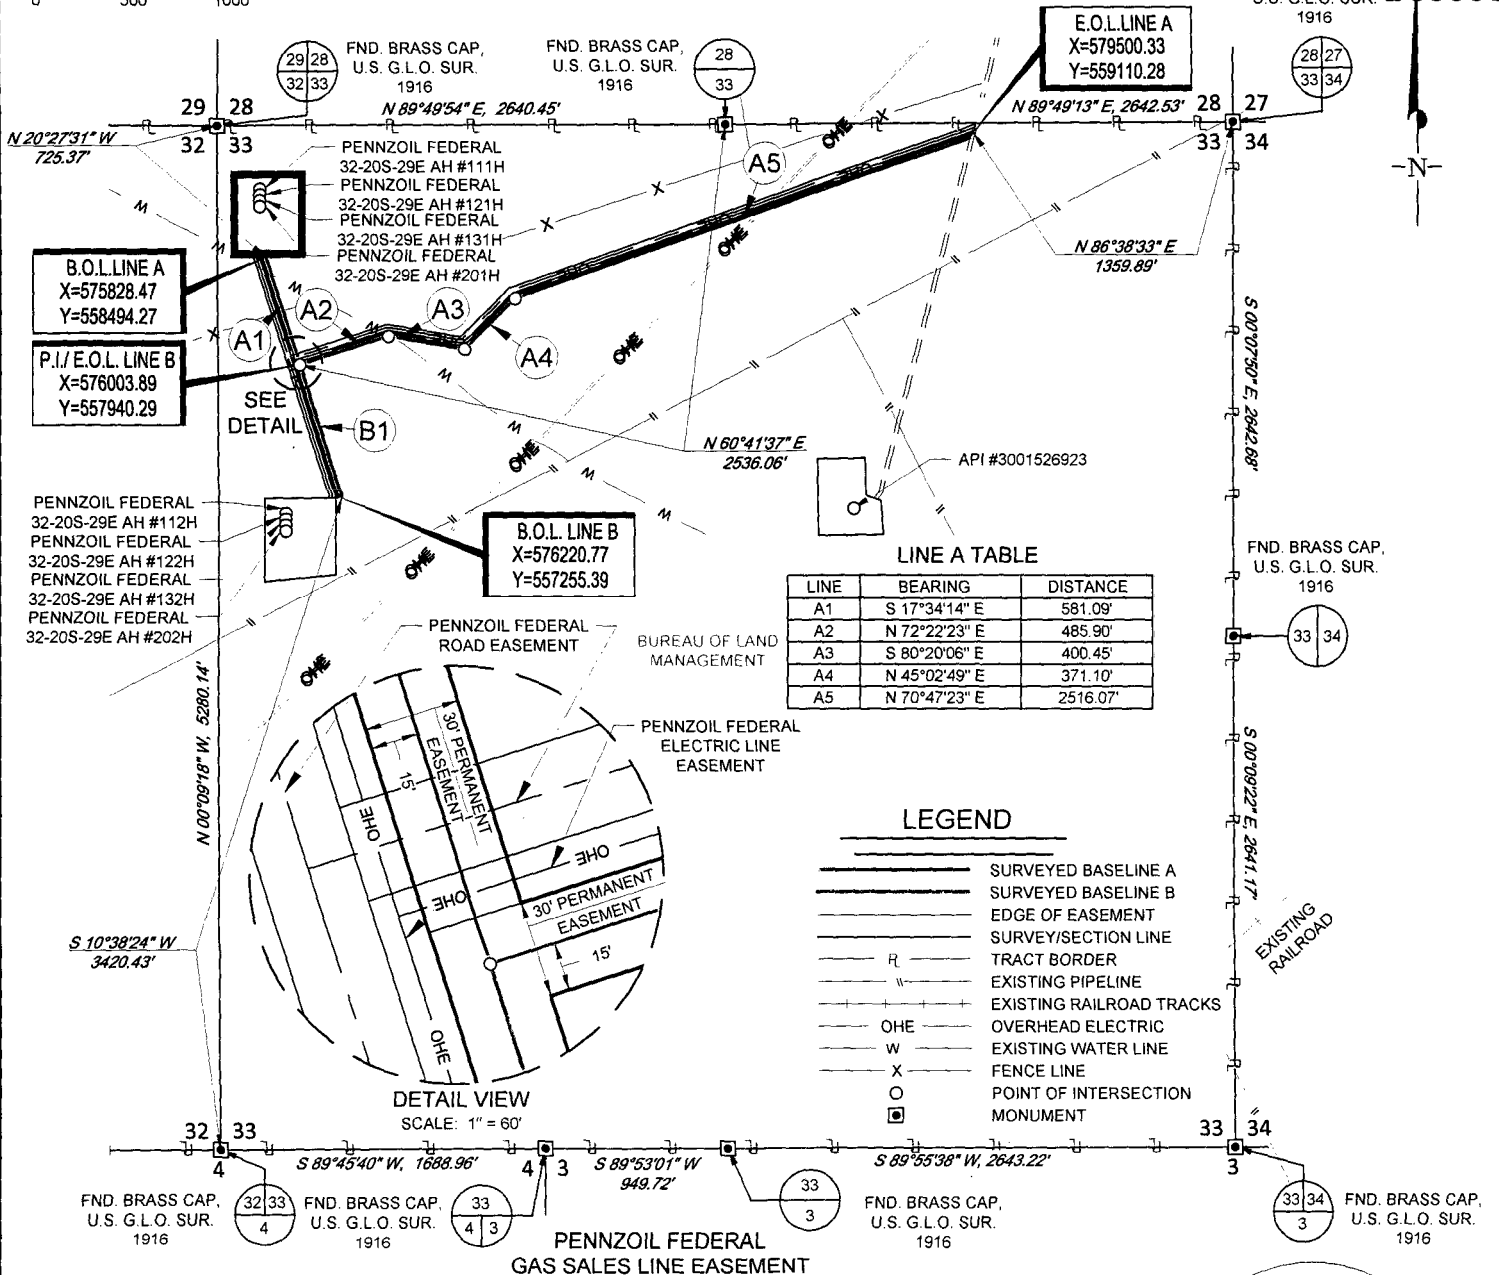 0 500 1000
U.S. G.L.O. SUR.
1916
E.O.L.LINE A
X=579500.33
Y=559110.28
29 28
32 33
FND. BRASS CAP,
U.S. G.L.O. SUR.
1916
FND. BRASS CAP,
U.S. G.L.O. SUR.
1916
28
33
28 27
33 34
29 28
32 33
N 89°49'54" E, 2640.45'
N 89°49'13" E, 2642.53'
28 27
33 34
N 20°27'31" W
725.37'
-N-
PENNZOIL FEDERAL
32-20S-29E AH #111H
PENNZOIL FEDERAL
32-20S-29E AH #121H
PENNZOIL FEDERAL
32-20S-29E AH #131H
PENNZOIL FEDERAL
32-20S-29E AH #201H
A5
OHE
OHE
N 86°38'33" E
1359.89'
B.O.L.LINE A
X=575828.47
Y=558494.27
P.I./ E.O.L. LINE B
X=576003.89
Y=557940.29
A1
A2
A3
A4
B1
SEE
DETAIL
OHE
OHE
OHE
OHE
N 60°41'37" E
2536.06'
S 00°07'50" E, 2642.68'
API #3001526923
PENNZOIL FEDERAL
32-20S-29E AH #112H
PENNZOIL FEDERAL
32-20S-29E AH #122H
PENNZOIL FEDERAL
32-20S-29E AH #132H
PENNZOIL FEDERAL
32-20S-29E AH #202H
B.O.L. LINE B
X=576220.77
Y=557255.39
LINE A TABLE
LINE BEARING DISTANCE
A1 S 17°34'14" E 581.09'
A2 N 72°22'23" E 485.90'
A3 S 80°20'06" E 400.45'
A4 N 45°02'49" E 371.10'
A5 N 70°47'23" E 2516.07'
FND. BRASS CAP,
U.S. G.L.O. SUR.
1916
33 34
PENNZOIL FEDERAL
ROAD EASEMENT
BUREAU OF LAND
MANAGEMENT
PENNZOIL FEDERAL
ELECTRIC LINE
EASEMENT
N 00°09'18" W, 5280.14'
S 00°09'22" E, 2641.17'
30' PERMANENT
EASEMENT
15'
OHE
OHE
OHE
30' PERMANENT
EASEMENT
15'
OHE
DETAIL VIEW
SCALE: 1" = 60'
S 10°38'24" W
3420.43'
LEGEND
SURVEYED BASELINE A
SURVEYED BASELINE B
EDGE OF EASEMENT
SURVEY/SECTION LINE
TRACT BORDER
EXISTING PIPELINE
EXISTING RAILROAD TRACKS
OHE OVERHEAD ELECTRIC
W EXISTING WATER LINE
X FENCE LINE
POINT OF INTERSECTION
MONUMENT
EXISTING
RAILROAD
32 33
4
S 89°45'40" W, 1688.96'
4 3
S 89°53'01" W
949.72'
S 89°55'38" W, 2643.22'
33 34
3
FND. BRASS CAP,
U.S. G.L.O. SUR.
1916
32 33
4
FND. BRASS CAP,
U.S. G.L.O. SUR.
1916
33
4 3
33
3
FND. BRASS CAP,
U.S. G.L.O. SUR.
1916
33 34
3
FND. BRASS CAP,
U.S. G.L.O. SUR.
1916
PENNZOIL FEDERAL
GAS SALES LINE EASEMENT